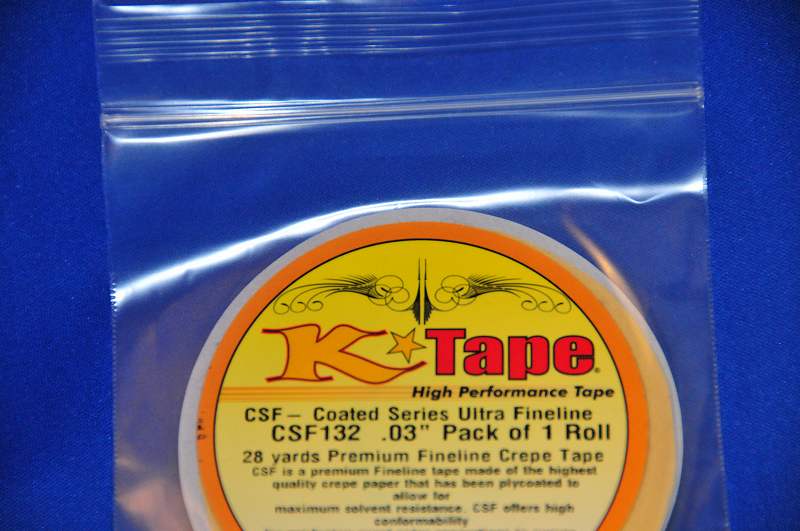 K★Tape®
High Performance Tape
CSF– Coated Series Ultra Fineline
CSF132 .03" Pack of 1 Roll
28 yards Premium Fineline Crepe Tape
CSF is a premium Fineline tape made of the highest
quality crepe paper that has been plycoated to
allow for
maximum solvent resistance. CSF offers high
conformability